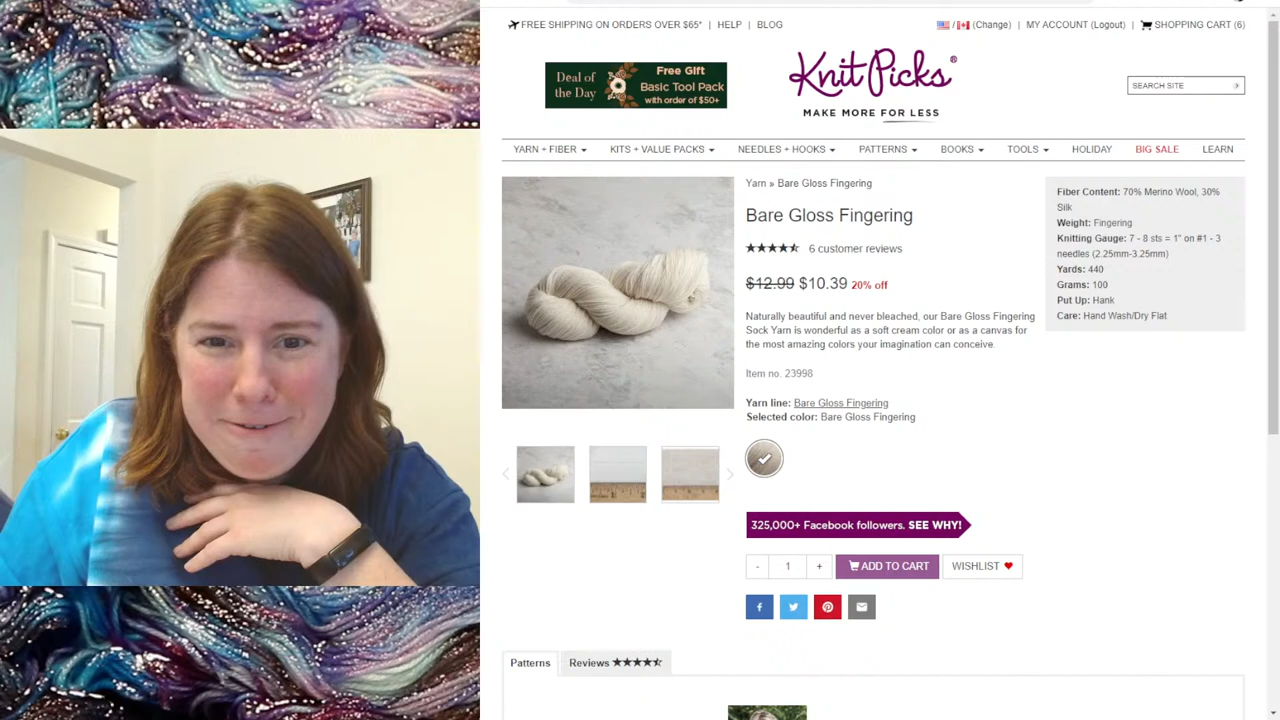 FREE SHIPPING ON ORDERS OVER $65* | HELP | BLOG
(Change) | MY ACCOUNT (Logout) | SHOPPING CART (6)
Deal of
the Day
Free Gift
Basic Tool Pack
with order of $50+
KnitPicks®
MAKE MORE FOR LESS
SEARCH SITE
YARN + FIBER KITS + VALUE PACKS NEEDLES + HOOKS PATTERNS BOOKS TOOLS HOLIDAY BIG SALE LEARN
Yarn » Bare Gloss Fingering
Bare Gloss Fingering
6 customer reviews
$12.99 $10.39 20% off
Naturally beautiful and never bleached, our Bare Gloss Fingering
Sock Yarn is wonderful as a soft cream color or as a canvas for
the most amazing colors your imagination can conceive.
Item no. 23998
Yarn line: Bare Gloss Fingering
Selected color: Bare Gloss Fingering
325,000+ Facebook followers. SEE WHY!
- 1 + ADD TO CART WISHLIST
Fiber Content: 70% Merino Wool, 30%
Silk
Weight: Fingering
Knitting Gauge: 7 - 8 sts = 1" on #1 - 3
needles (2.25mm-3.25mm)
Yards: 440
Grams: 100
Put Up: Hank
Care: Hand Wash/Dry Flat
Patterns Reviews